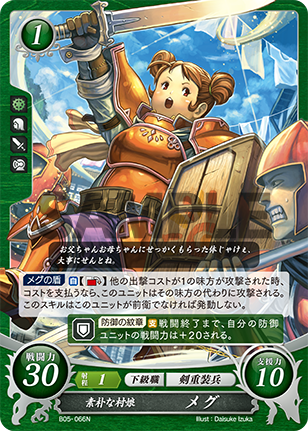 1
SAMPLE
お父ちゃんお母ちゃんにせっかくもらった体じゃけぇ、
大事にせんとね。
メグの盾 他の出撃コストが1の味方が攻撃された時、
コストを支払うなら、このユニットはその味方の代わりに攻撃される。
このスキルはこのユニットが前衛でなければ発動しない。
防御の紋章 戦闘終了まで、自分の防御
ユニットの戦闘力は+20される。
戦闘力
30
射程 1 下級職 剣重装兵
支援力
10
素朴な村娘 メグ
B05-066N
Illust : Daisuke Izuka